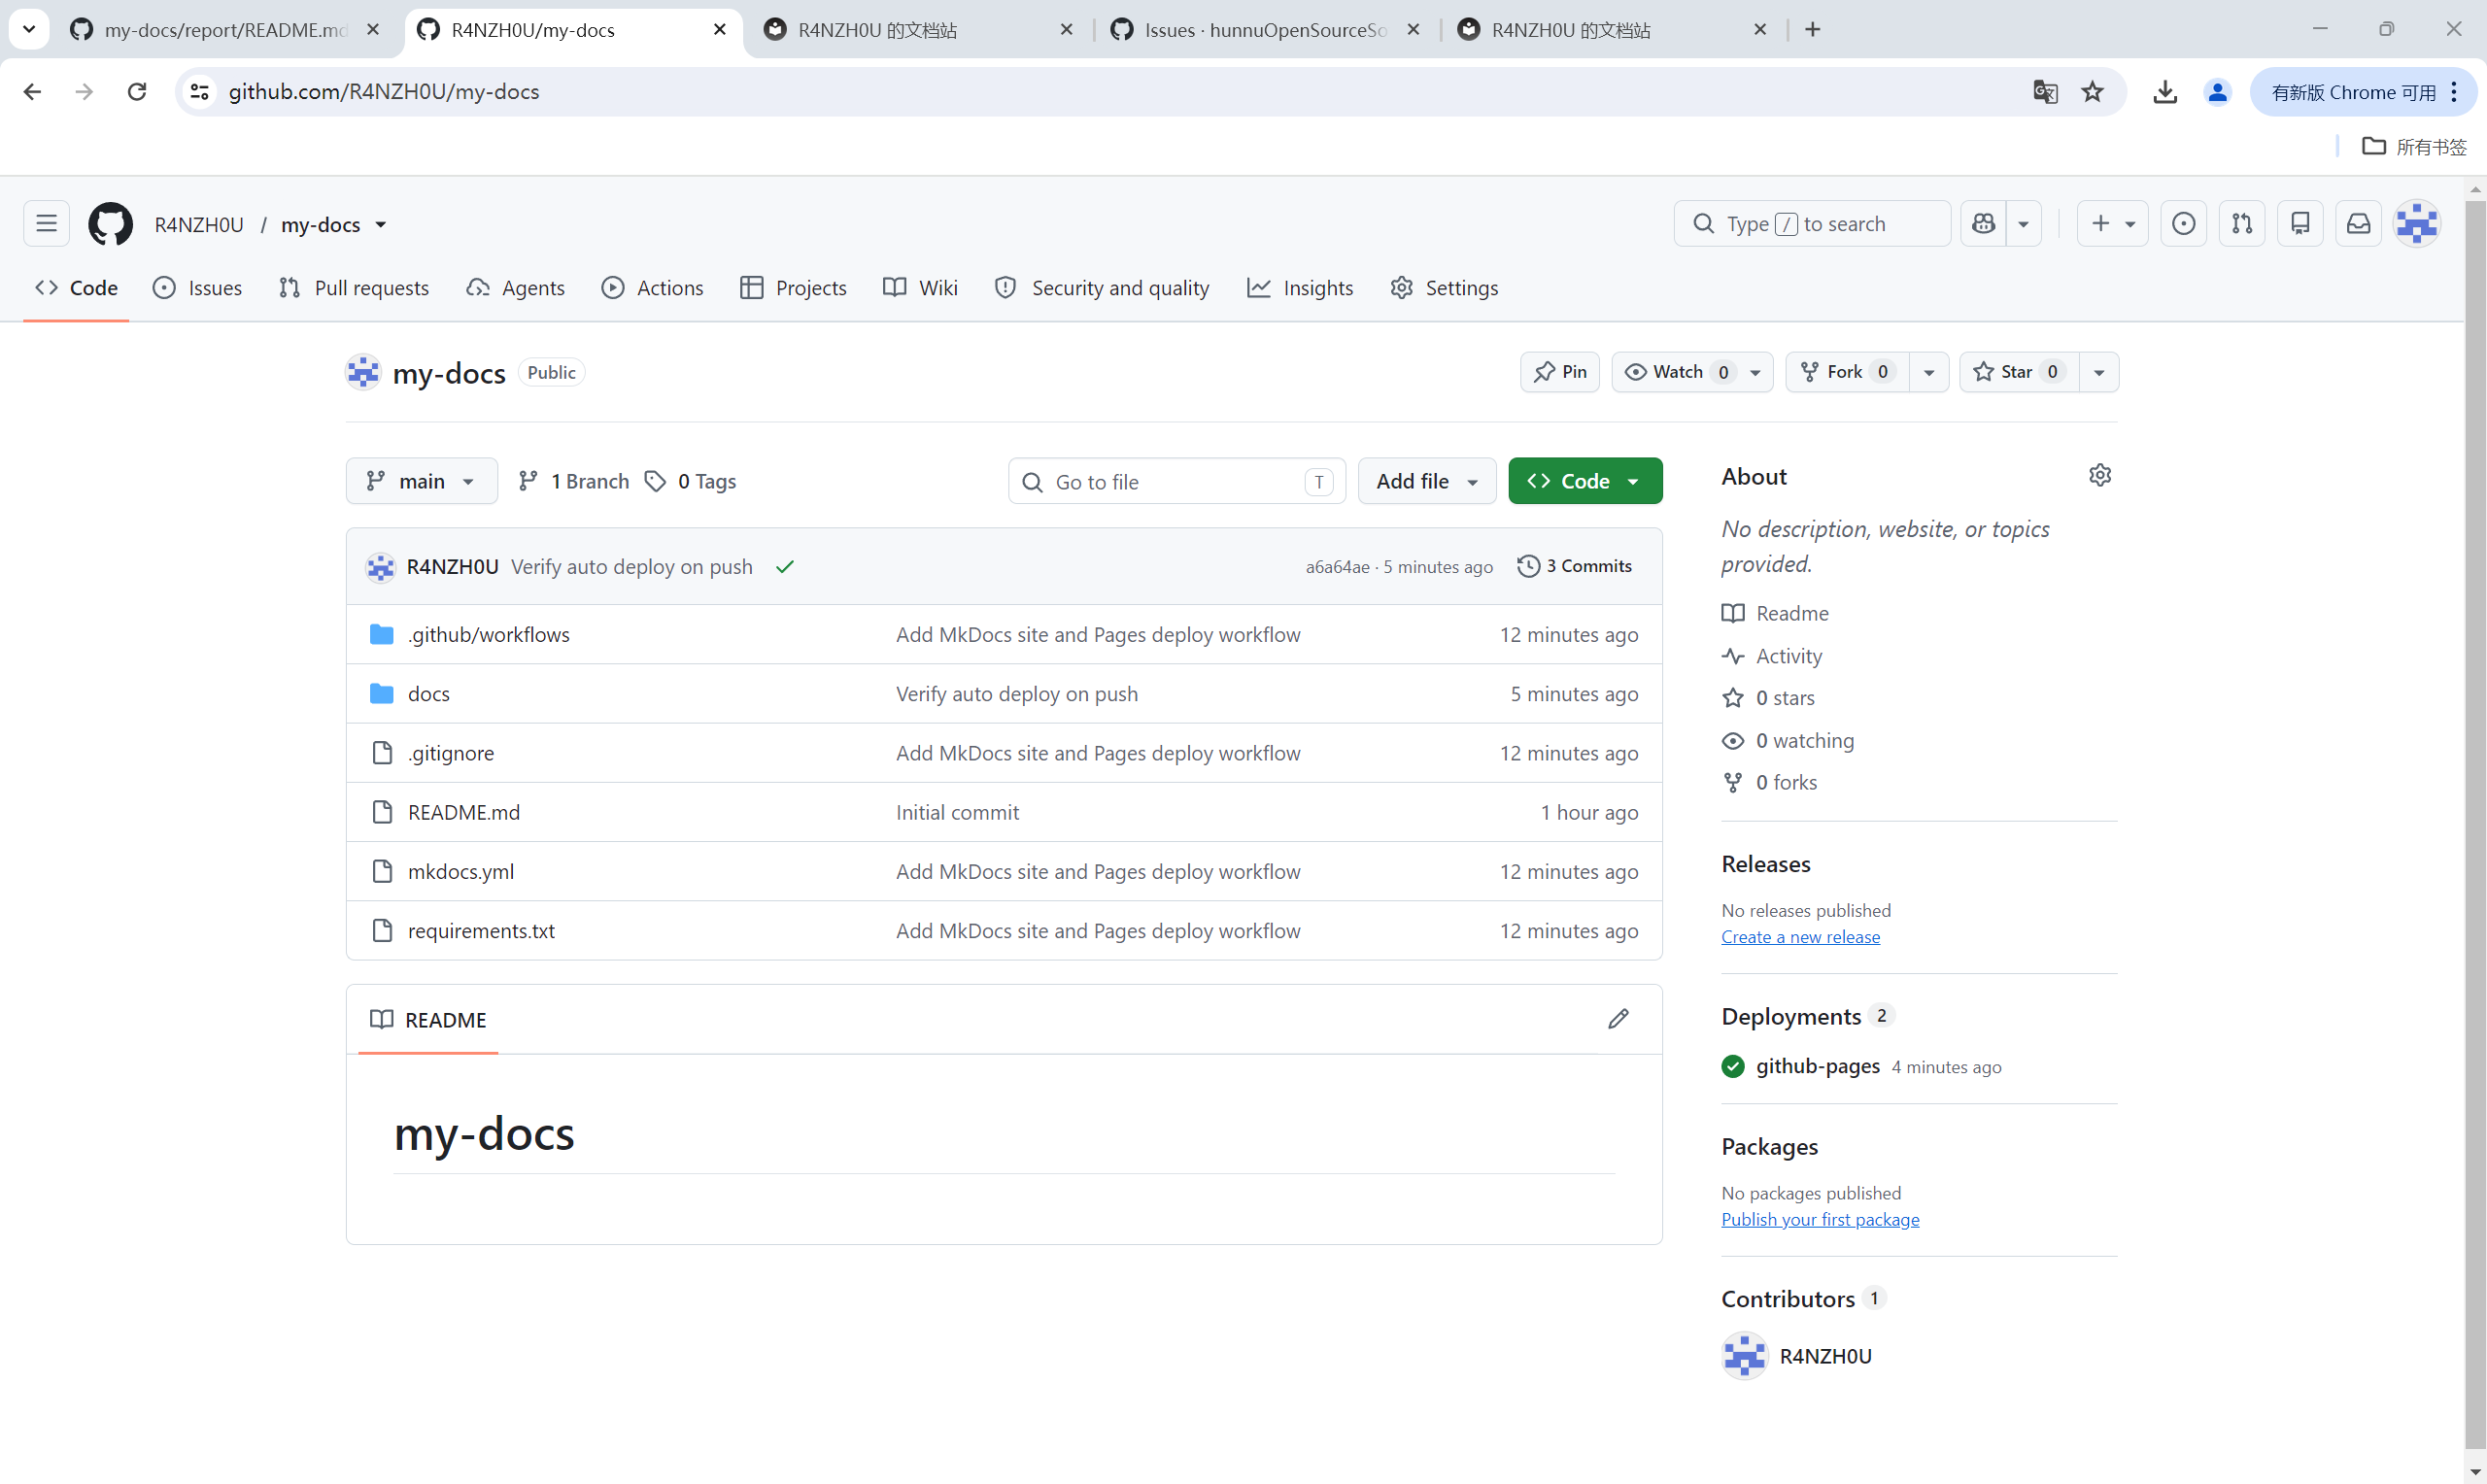 my-docs/report/README.md
R4NZH0U/my-docs
R4NZH0U 的文档站
Issues · hunnuOpenSourceSo
R4NZH0U 的文档站
github.com/R4NZH0U/my-docs
有新版 Chrome 可用
所有书签
R4NZH0U / my-docs
Type / to search
Code
Issues
Pull requests
Agents
Actions
Projects
Wiki
Security and quality
Insights
Settings
my-docs Public
Pin
Watch 0
Fork 0
Star 0
main
1 Branch
0 Tags
Go to file T
Add file
Code
R4NZH0U Verify auto deploy on push
a6a64ae · 5 minutes ago
3 Commits
.github/workflows Add MkDocs site and Pages deploy workflow 12 minutes ago
docs Verify auto deploy on push 5 minutes ago
.gitignore Add MkDocs site and Pages deploy workflow 12 minutes ago
README.md Initial commit 1 hour ago
mkdocs.yml Add MkDocs site and Pages deploy workflow 12 minutes ago
requirements.txt Add MkDocs site and Pages deploy workflow 12 minutes ago
README
my-docs
About
No description, website, or topics
provided.
Readme
Activity
0 stars
0 watching
0 forks
Releases
No releases published
Create a new release
Deployments 2
github-pages 4 minutes ago
Packages
No packages published
Publish your first package
Contributors 1
R4NZH0U